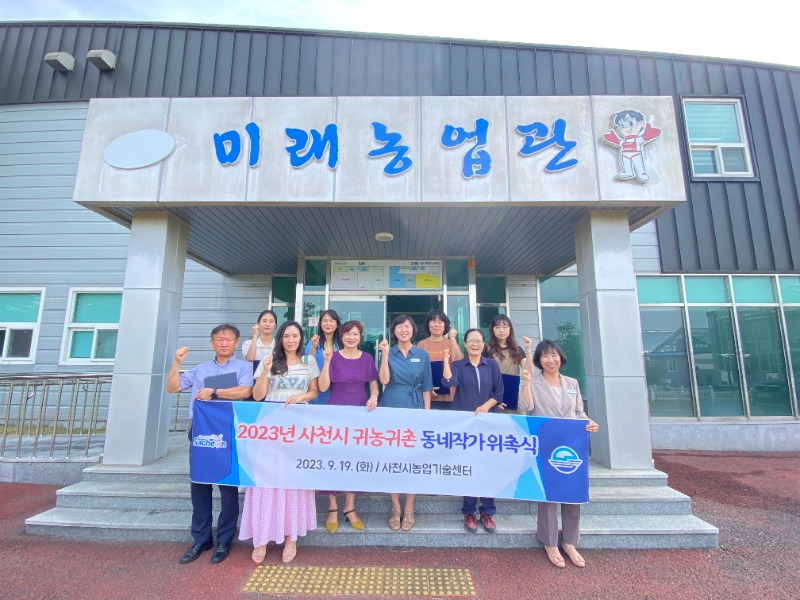 미래농업관
2023년 사천시 귀농귀촌 동네작가 위촉식
2023. 9. 19. (화) / 사천시농업기술센터
Sacheon